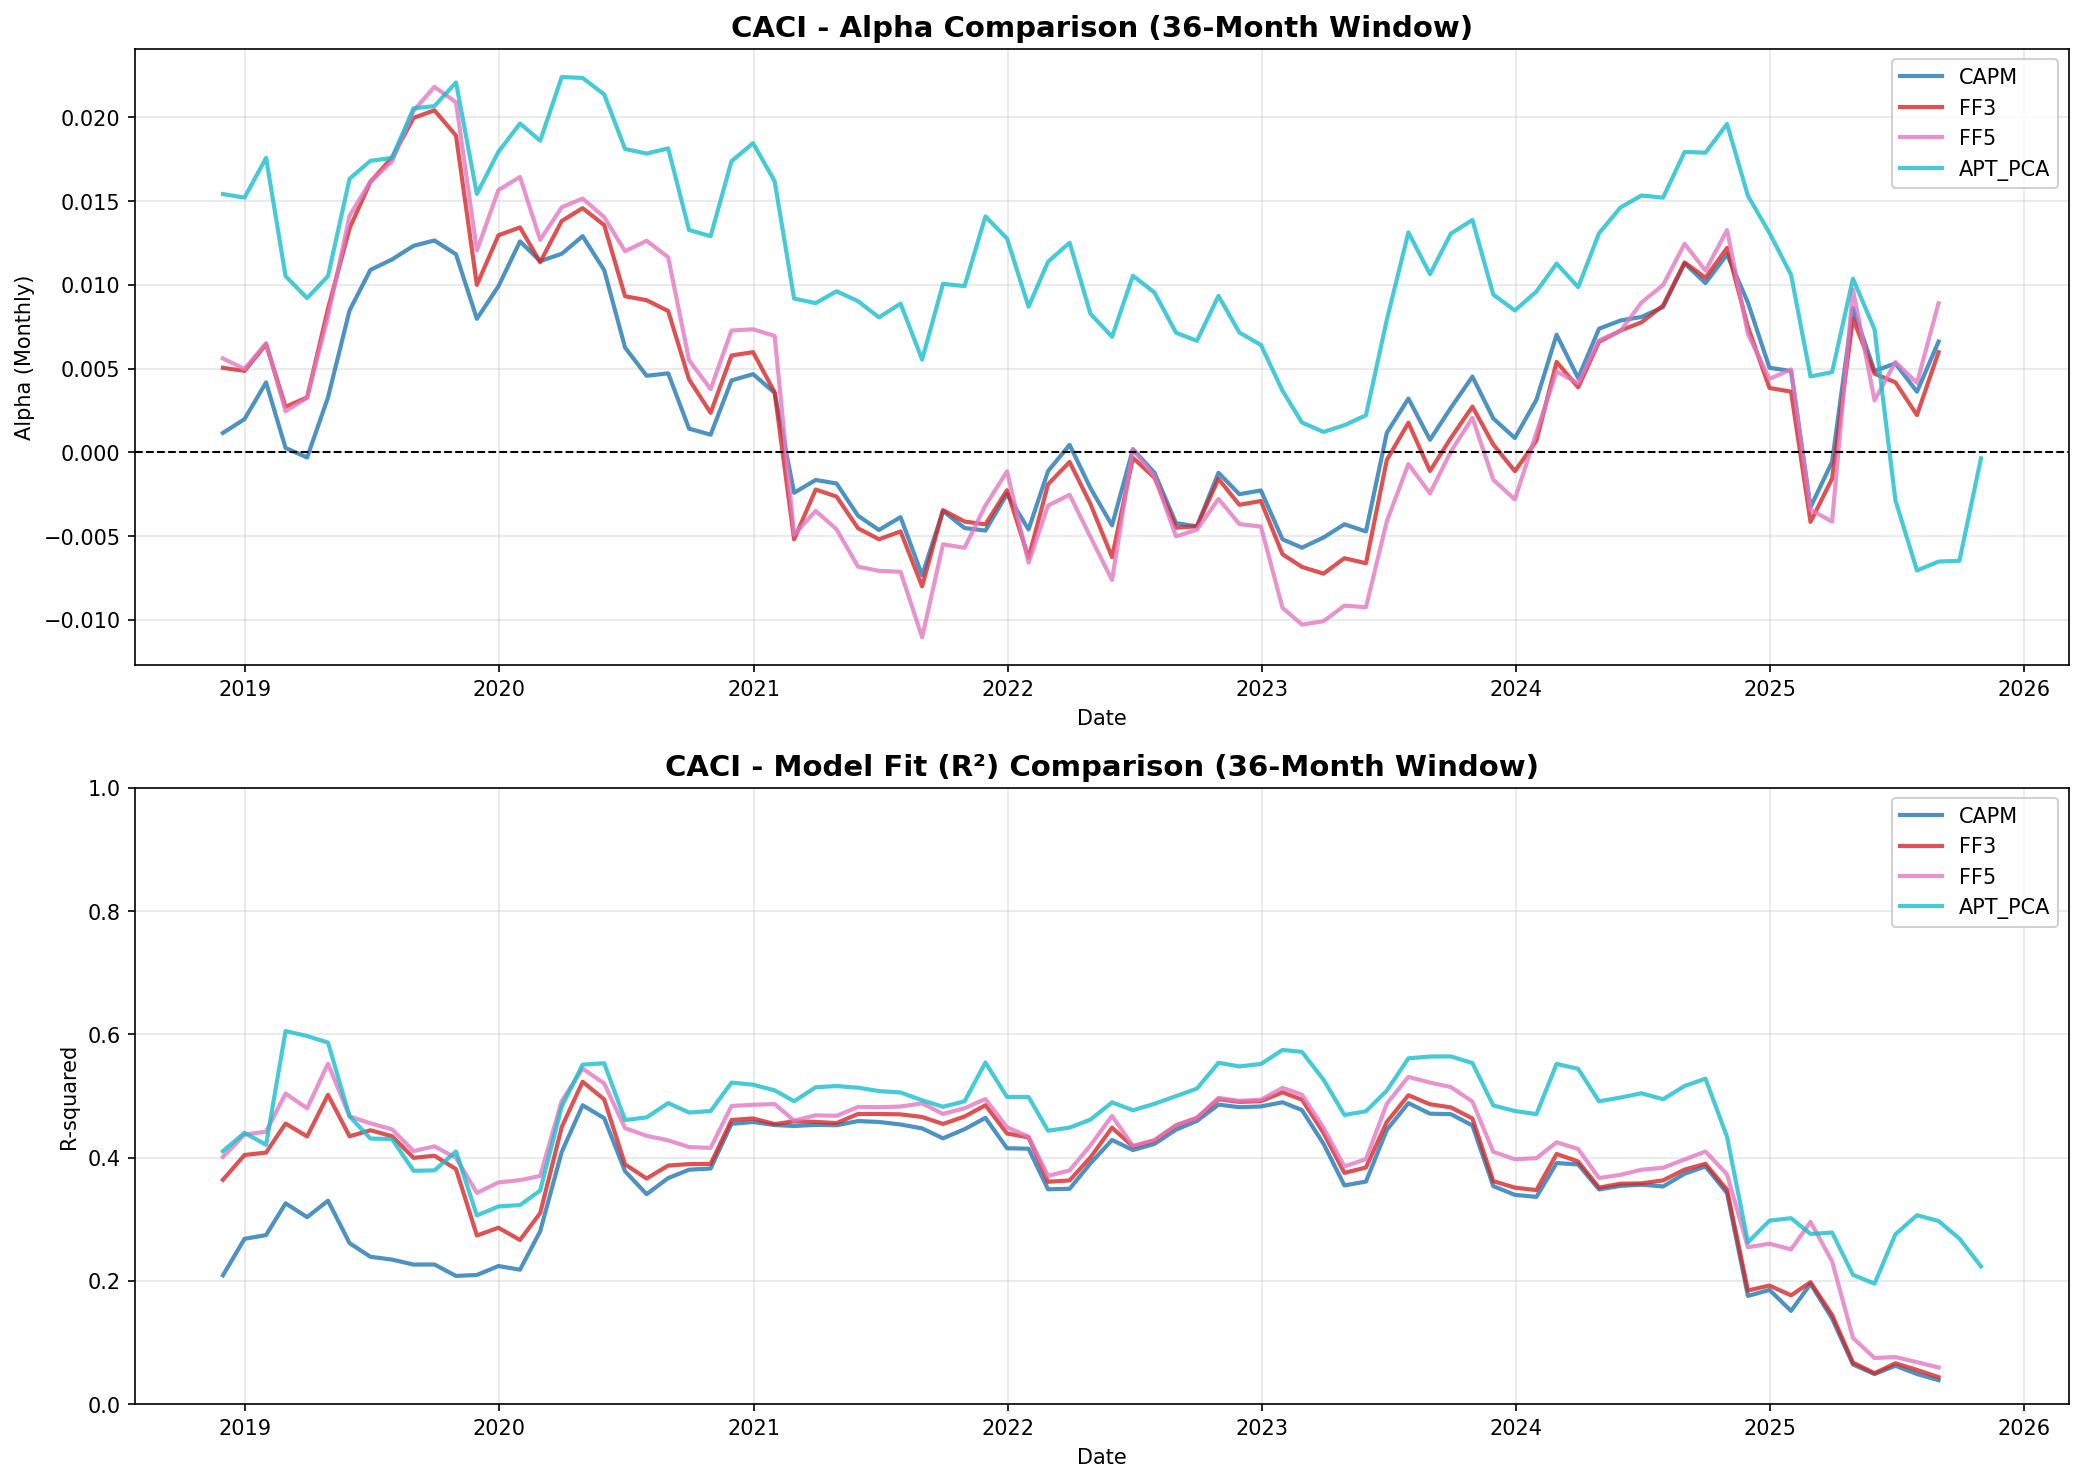 CACI - Alpha Comparison (36-Month Window)
CAPM
FF3
FF5
APT_PCA
Alpha (Monthly)
0.020
0.015
0.010
0.005
0.000
−0.005
−0.010
2019 2020 2021 2022 2023 2024 2025 2026
Date
CACI - Model Fit (R²) Comparison (36-Month Window)
CAPM
FF3
FF5
APT_PCA
R-squared
1.0
0.8
0.6
0.4
0.2
0.0
2019 2020 2021 2022 2023 2024 2025 2026
Date